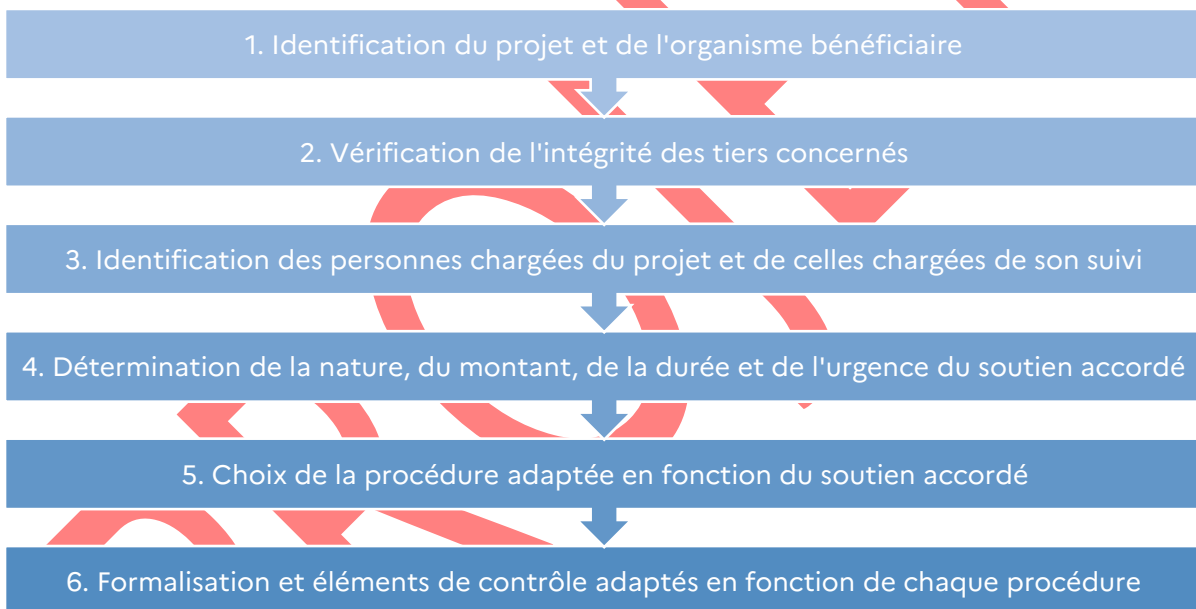 1. Identification du projet et de l'organisme bénéficiaire
2. Vérification de l'intégrité des tiers concernés
3. Identification des personnes chargées du projet et de celles chargées de son suivi
4. Détermination de la nature, du montant, de la durée et de l'urgence du soutien accordé
5. Choix de la procédure adaptée en fonction du soutien accordé
6. Formalisation et éléments de contrôle adaptés en fonction de chaque procédure